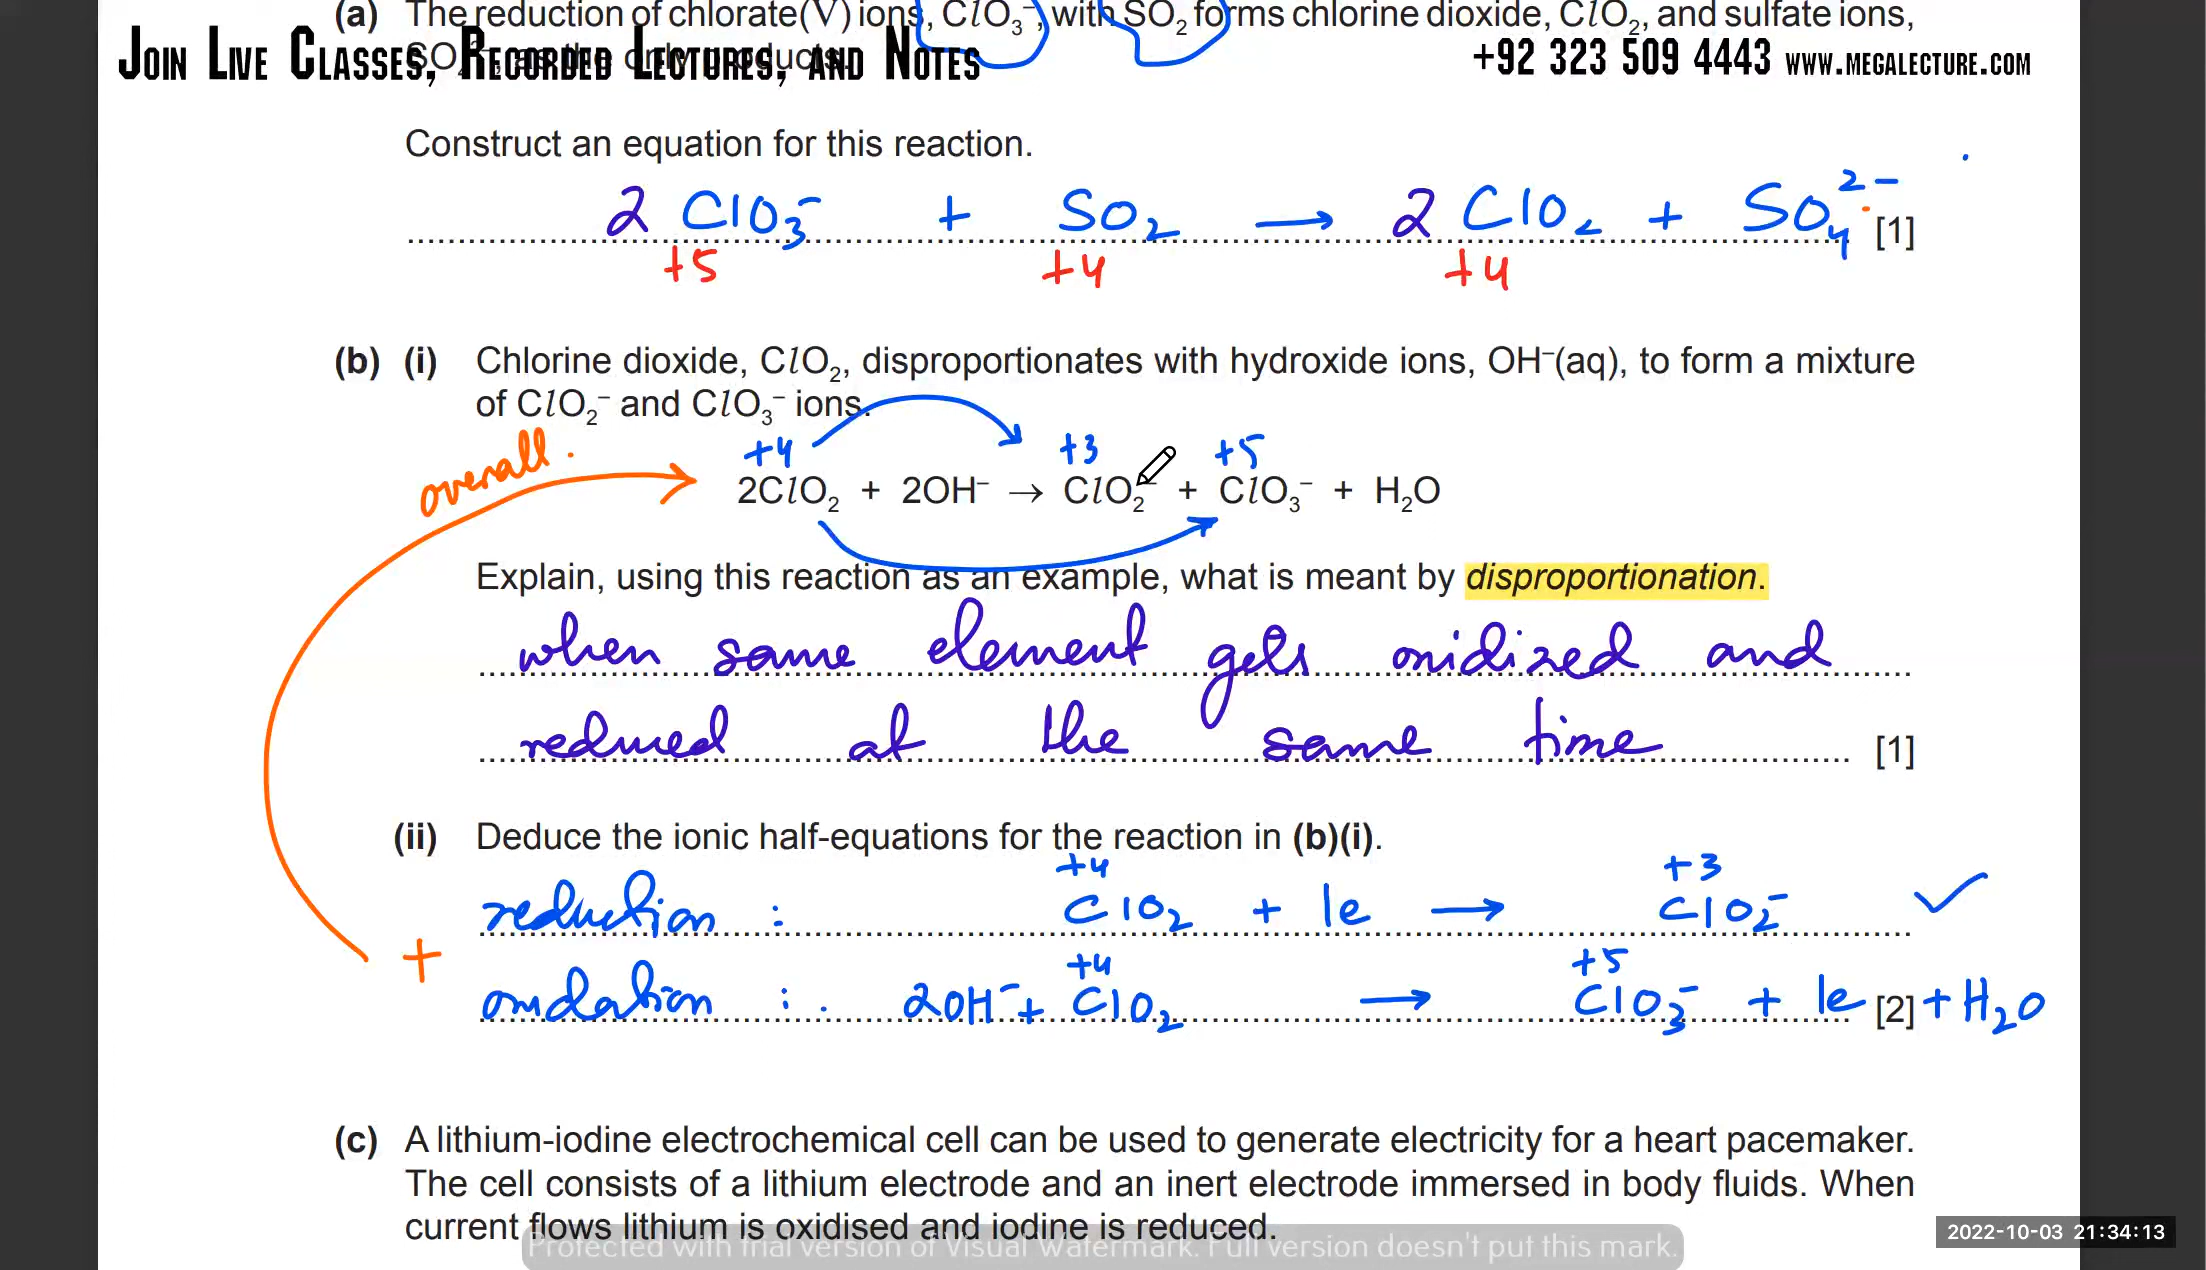 (a) The reduction of chlorate(V) ions, ClO₃⁻, with SO₂ forms chlorine dioxide, ClO₂, and sulfate ions,
SO₄²⁻, as the only products.
JOIN LIVE CLASSES, RECORDED LECTURES, AND NOTES
+92 323 509 4443 WWW.MEGALECTURE.COM
Construct an equation for this reaction.
2 ClO₃⁻ + SO₂ → 2 ClO₂ + SO₄²⁻ [1]
+5 +4 +4
(b) (i) Chlorine dioxide, ClO₂, disproportionates with hydroxide ions, OH⁻(aq), to form a mixture
of ClO₂⁻ and ClO₃⁻ ions.
overall.
+4 +3 +5
2ClO₂ + 2OH⁻ → ClO₂⁻ + ClO₃⁻ + H₂O
Explain, using this reaction as an example, what is meant by disproportionation.
when same element gets oxidized and
reduced at the same time [1]
(ii) Deduce the ionic half-equations for the reaction in (b)(i).
+4 +3
reduction : ClO₂ + 1e → ClO₂⁻ ✓
+4 +5
+ oxidation : 2OH⁻ + ClO₂ → ClO₃⁻ + 1e [2] + H₂O
(c) A lithium-iodine electrochemical cell can be used to generate electricity for a heart pacemaker.
The cell consists of a lithium electrode and an inert electrode immersed in body fluids. When
current flows lithium is oxidised and iodine is reduced.
Protected with trial version of Visual Watermark. Full version doesn't put this mark.
2022-10-03 21:34:13